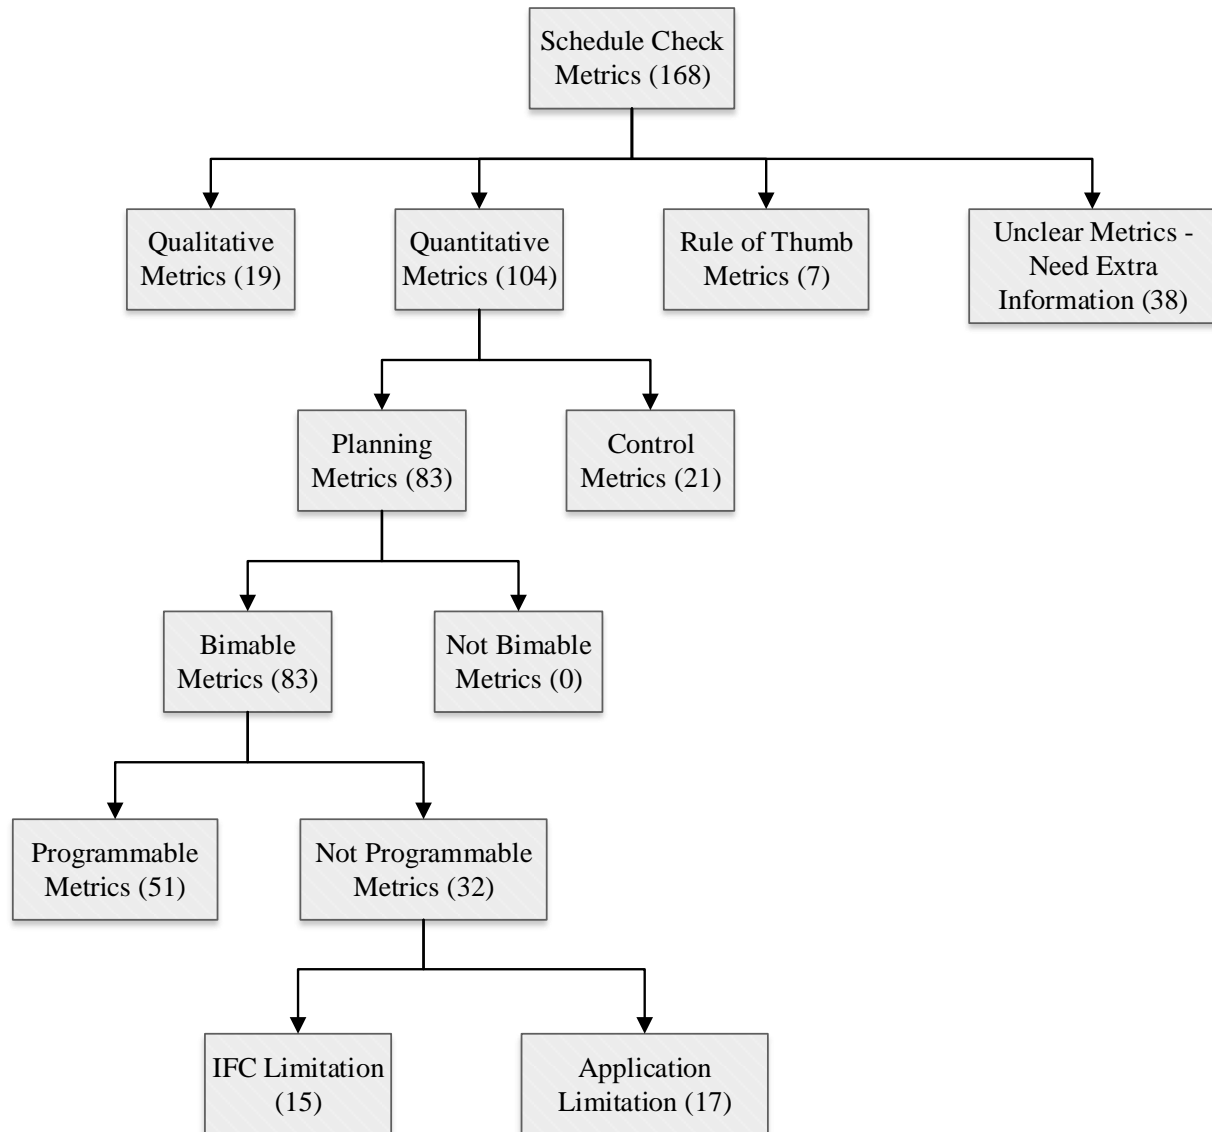 Schedule Check
Metrics (168)
Qualitative
Metrics (19)
Quantitative
Metrics (104)
Rule of Thumb
Metrics (7)
Unclear Metrics -
Need Extra
Information (38)
Planning
Metrics (83)
Control
Metrics (21)
Bimable
Metrics (83)
Not Bimable
Metrics (0)
Programmable
Metrics (51)
Not Programmable
Metrics (32)
IFC Limitation
(15)
Application
Limitation (17)